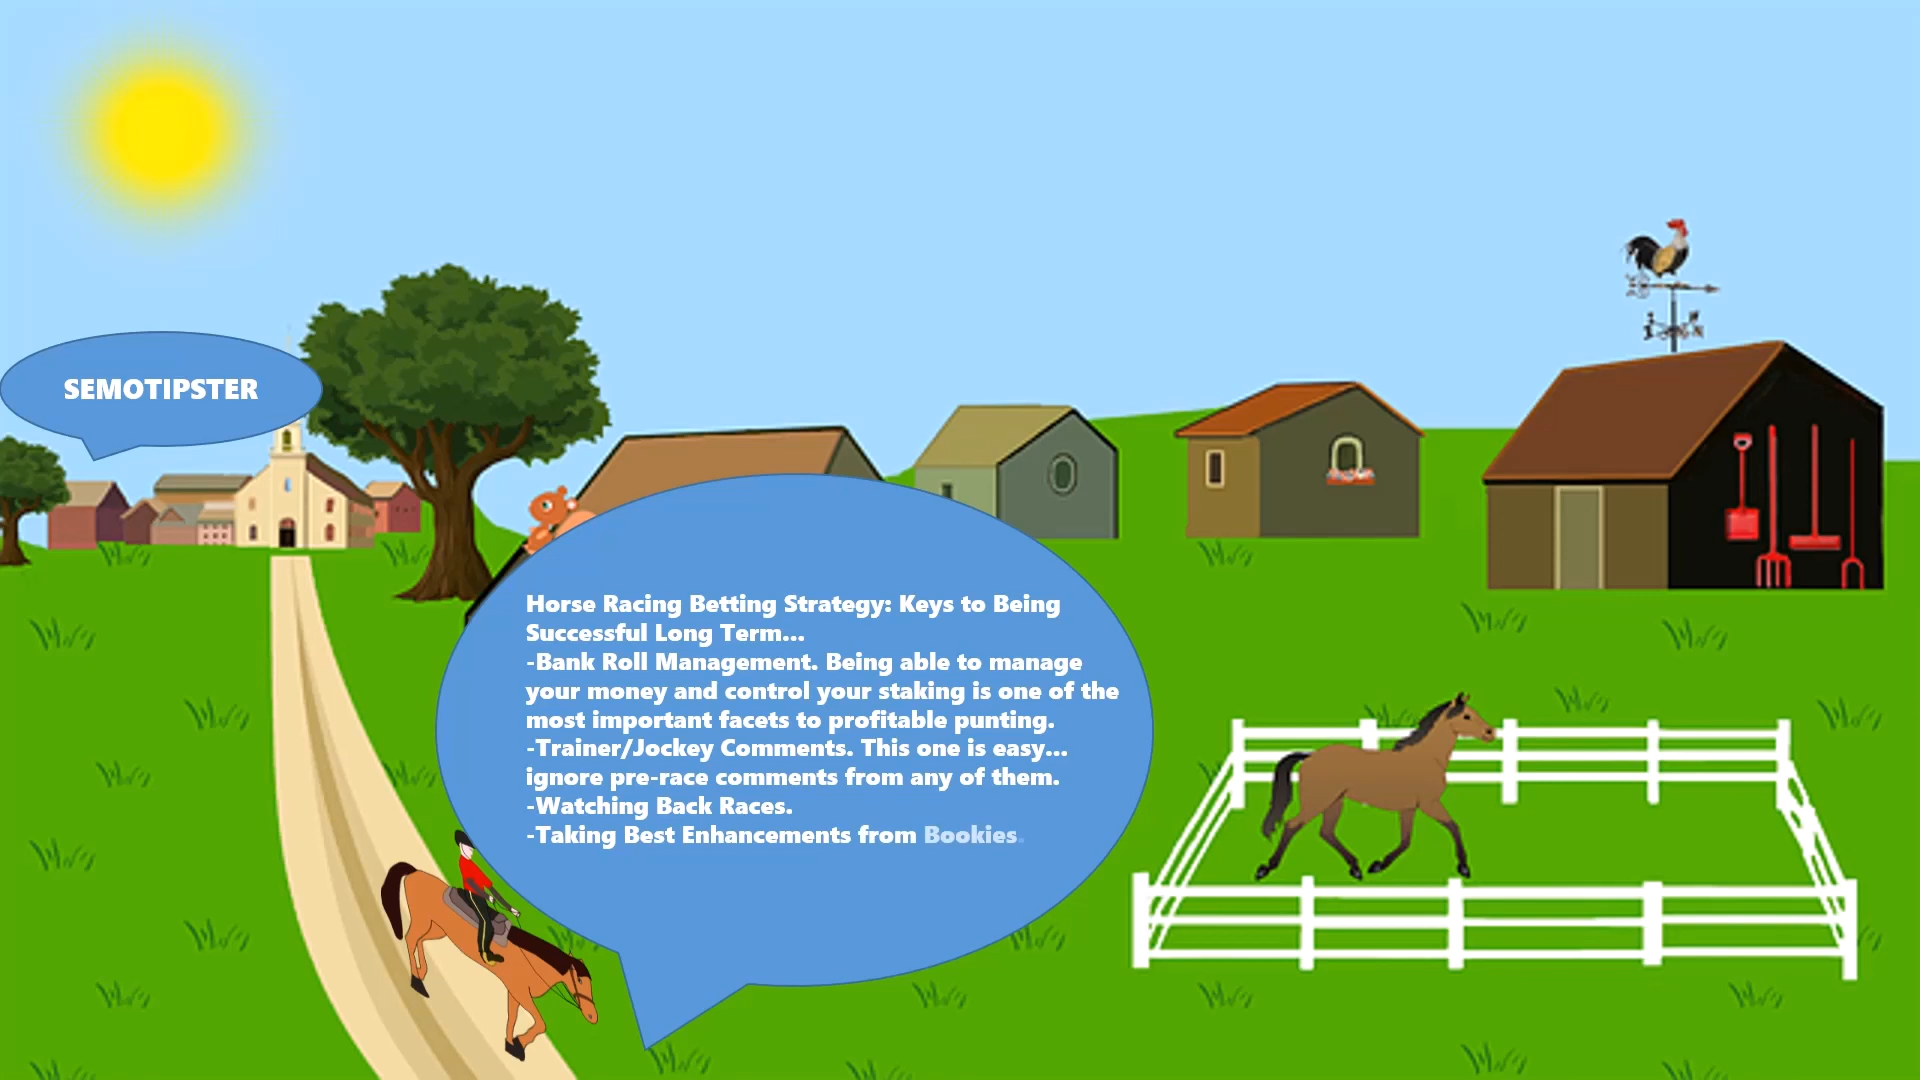 SEMOTIPSTER
Horse Racing Betting Strategy: Keys to Being
Successful Long Term...
-Bank Roll Management. Being able to manage
your money and control your staking is one of the
most important facets to profitable punting.
-Trainer/Jockey Comments. This one is easy...
ignore pre-race comments from any of them.
-Watching Back Races.
-Taking Best Enhancements from Bookies.